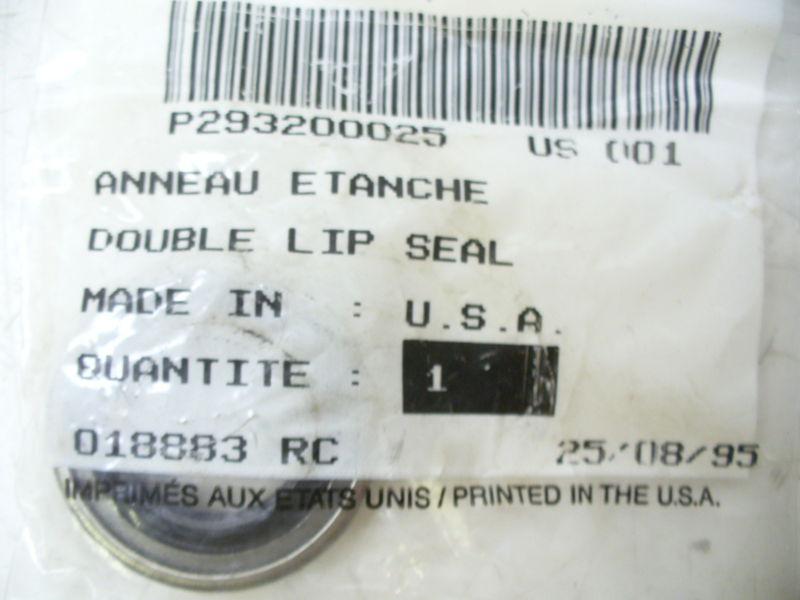 P293200025 US 001
ANNEAU ETANCHE
DOUBLE LIP SEAL
MADE IN : U.S.A.
QUANTITE : 1
018883 RC 25/08/95
IMPRIMÉS AUX ETATS UNIS / PRINTED IN THE U.S.A.